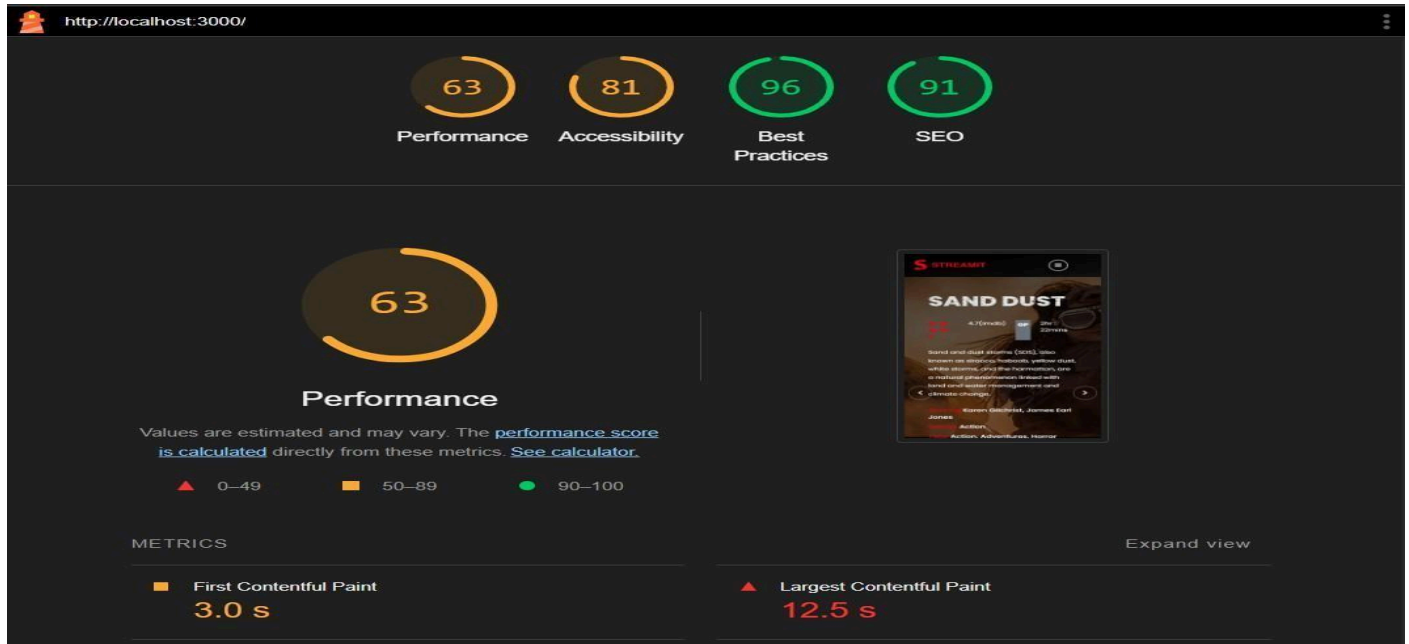 http://localhost:3000/
63
81
96
91
Performance
Accessibility
Best
Practices
SEO
63
Performance
Values are estimated and may vary. The performance score
is calculated directly from these metrics. See calculator.
0–49
50–89
90–100
STREAMIT
SAND DUST
4.7(Imdb)
GP
2hr :
22mins
Sand and dust storms (SDS), also
known as sirocco, haboob, yellow dust,
white storms, and the harmattan, are
a natural phenomenon linked with
land and water management and
climate change.
Karen Gilchrist, James Earl
Jones
Action
Action, Adventures, Horror
METRICS
Expand view
First Contentful Paint
3.0 s
Largest Contentful Paint
12.5 s